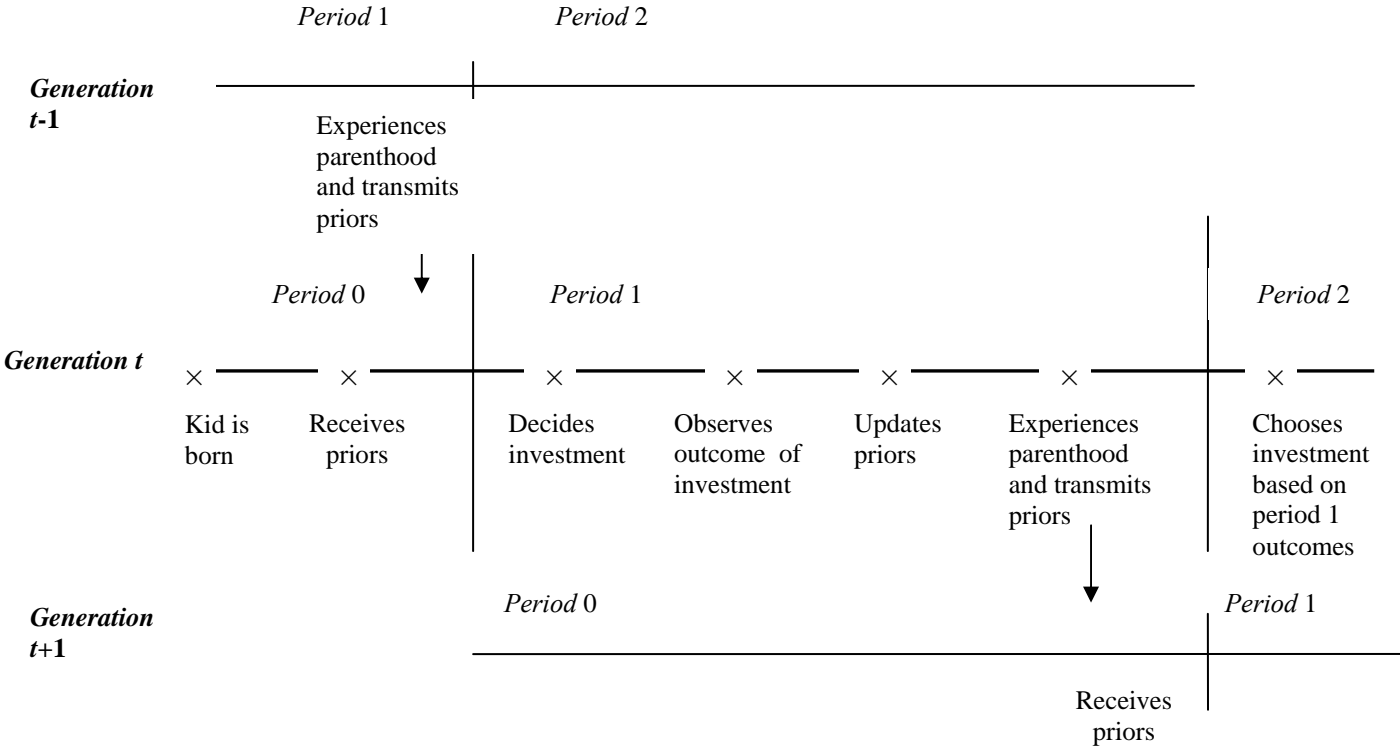 Period 1
Period 2
Generation
t-1
Experiences
parenthood
and transmits
priors
Period 0
Period 1
Period 2
Generation t
× × × × × × ×
Kid is
born
Receives
priors
Decides
investment
Observes
outcome of
investment
Updates
priors
Experiences
parenthood
and transmits
priors
Chooses
investment
based on
period 1
outcomes
Period 0
Period 1
Generation
t+1
Receives
priors